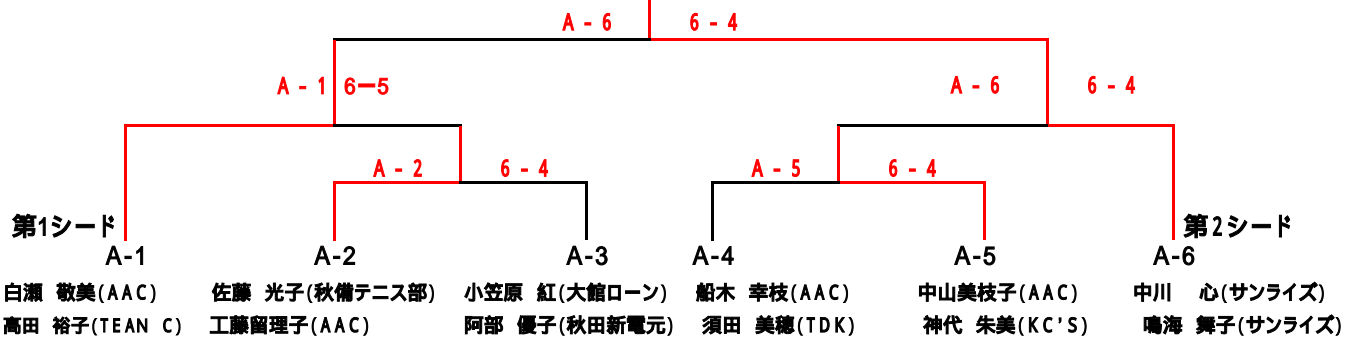 A - 6 6 - 4
A - 1 6ー5 A - 6 6 - 4
A - 2 6 - 4 A - 5 6 - 4
第1シード 第2シード
A-1 A-2 A-3 A-4 A-5 A-6
白瀬 敬美(AAC) 佐藤 光子(秋備テニス部) 小笠原 紅(大館ローン) 船木 幸枝(AAC) 中山美枝子(AAC) 中川 心(サンライズ)
高田 裕子(TEAN C) 工藤留理子(AAC) 阿部 優子(秋田新電元) 須田 美穂(TDK) 神代 朱美(KC'S) 鳴海 舞子(サンライズ)